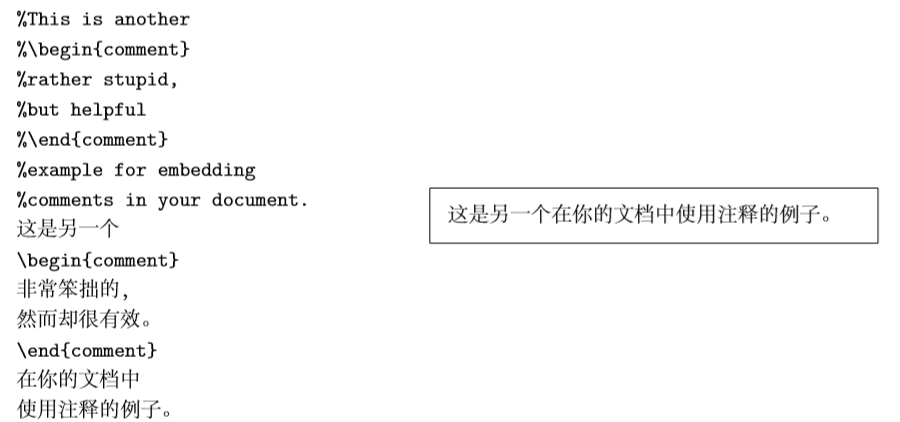 %This is another
%\begin{comment}
%rather stupid,
%but helpful
%\end{comment}
%example for embedding
%comments in your document.
这是另一个
\begin{comment}
非常笨拙的,
然而却很有效。
\end{comment}
在你的文档中
使用注释的例子。
这是另一个在你的文档中使用注释的例子。